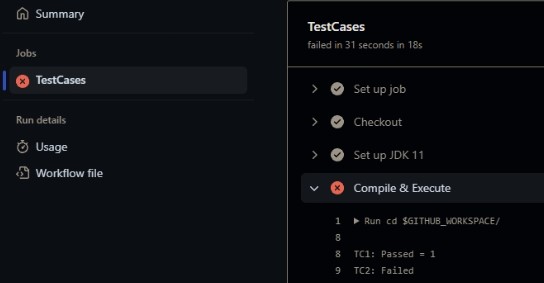 Summary
Jobs
TestCases
Run details
Usage
Workflow file
TestCases
failed in 31 seconds in 18s
Set up job
Checkout
Set up JDK 11
Compile & Execute
1 ▶ Run cd $GITHUB_WORKSPACE/
8
8 TC1: Passed = 1
9 TC2: Failed